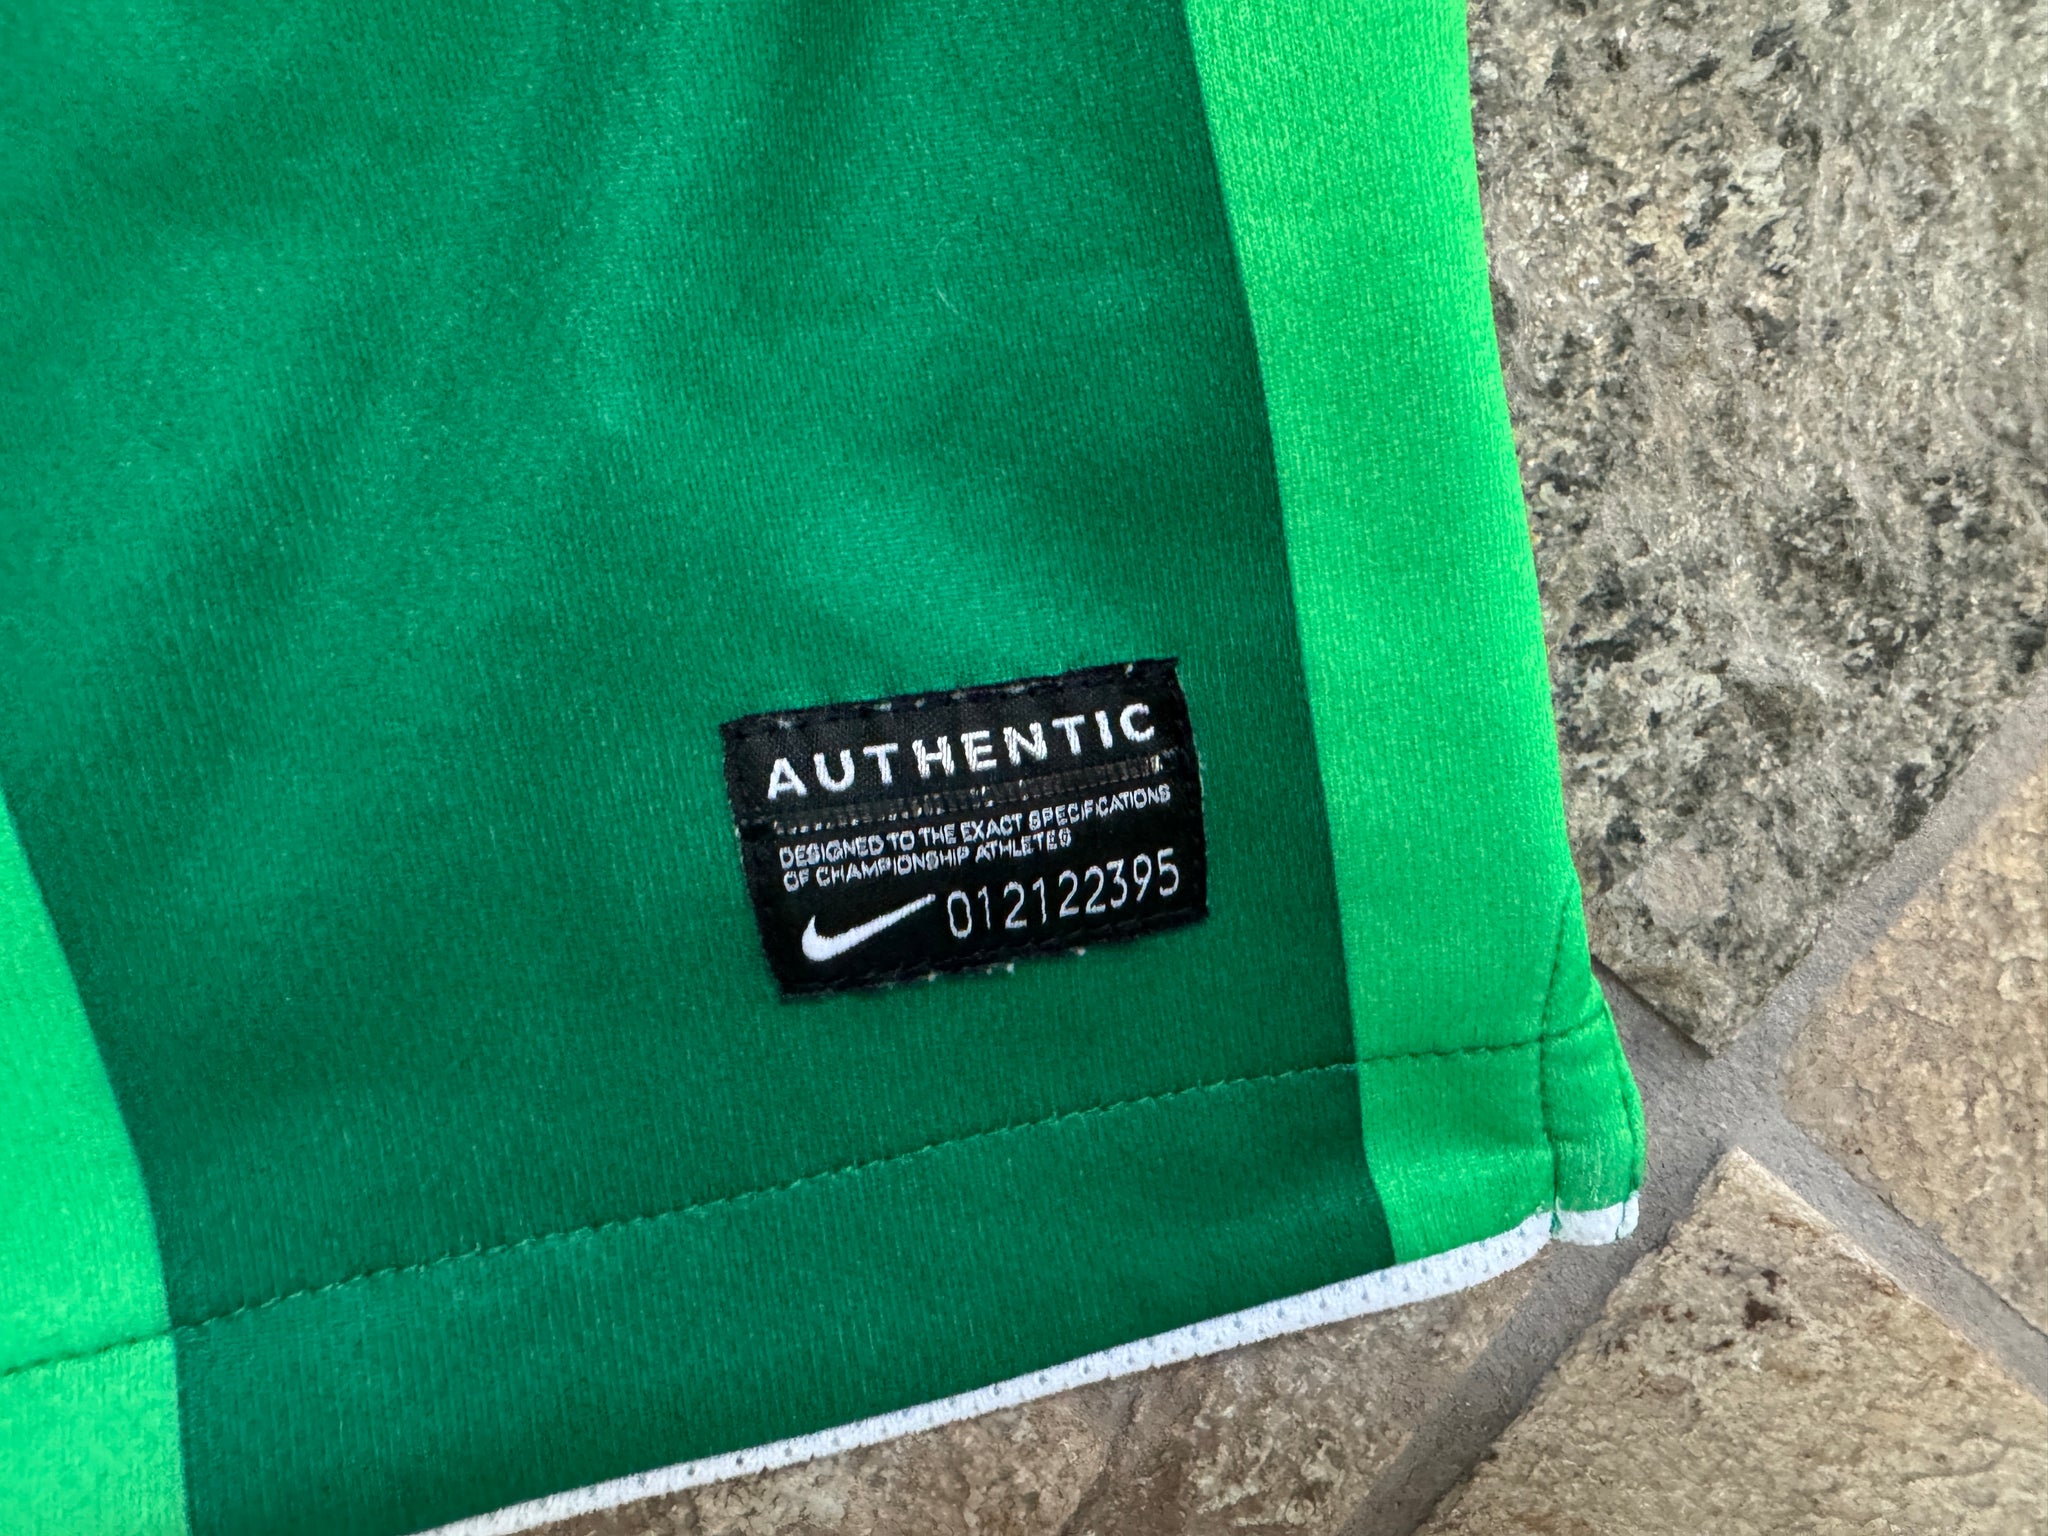 AUTHENTIC
DESIGNED TO THE EXACT SPECIFICATIONS
OF CHAMPIONSHIP ATHLETES
012122395